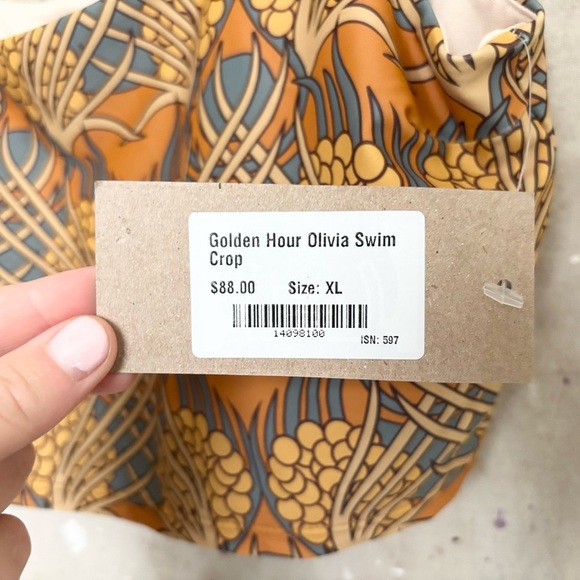 Golden Hour Olivia Swim
Crop
$88.00 Size: XL
14098100
ISN: 597